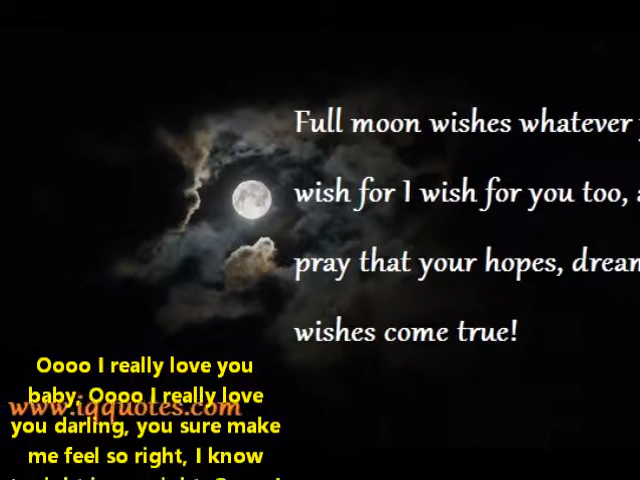 Full moon wishes whatever
wish for I wish for you too,
pray that your hopes,
wishes come true!
Oooo I really love you
baby, Oooo I really love
www.iqquotes.com
you darling, you sure make
me feel so right, I know